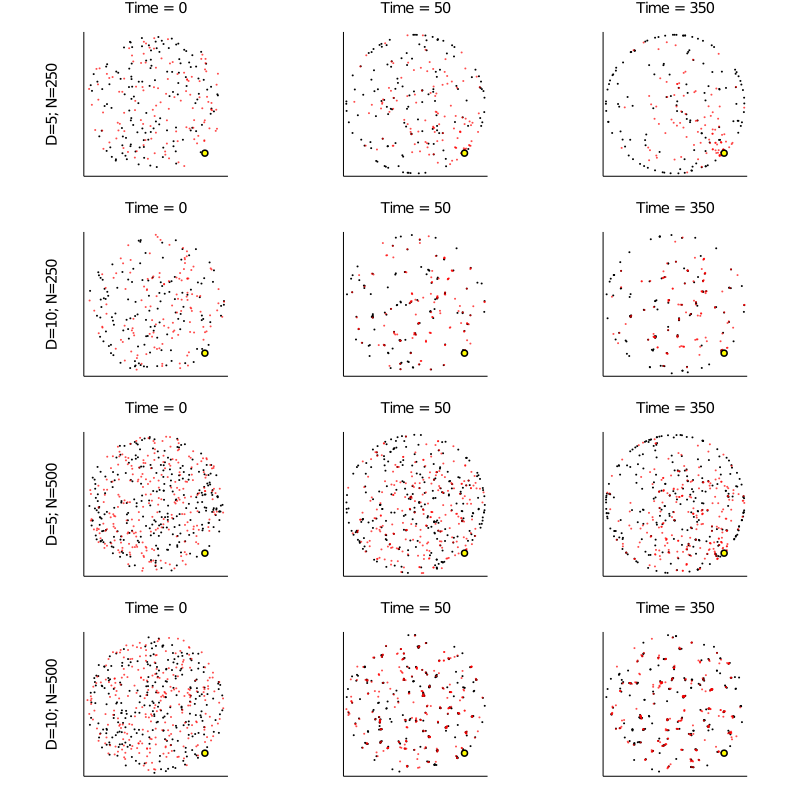 Time = 0
Time = 50
Time = 350
D=5; N=250
Time = 0
Time = 50
Time = 350
D=10; N=250
Time = 0
Time = 50
Time = 350
D=5; N=500
Time = 0
Time = 50
Time = 350
D=10; N=500